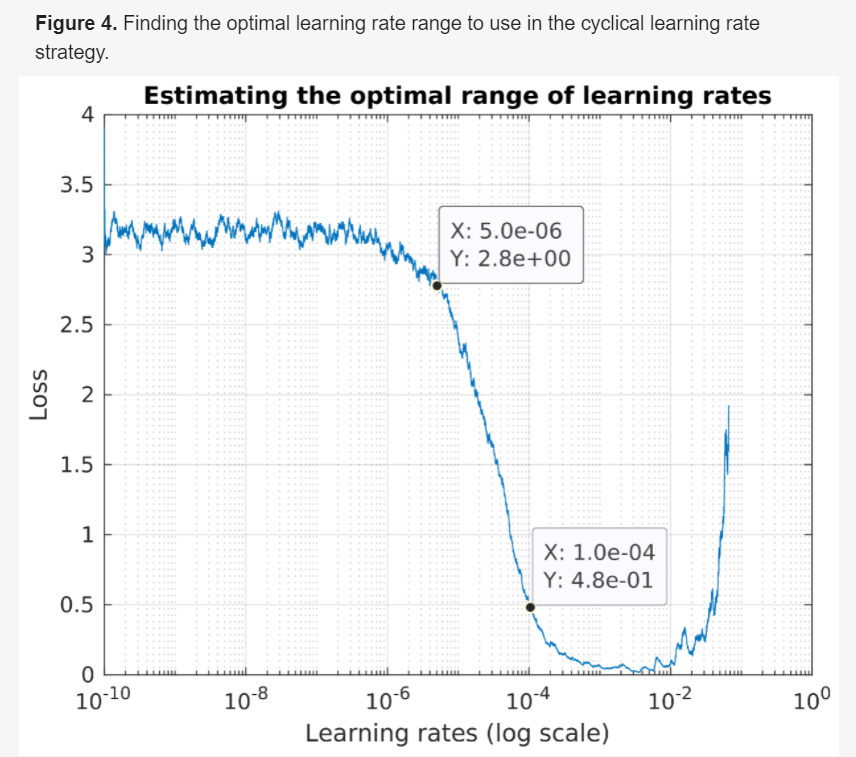 Figure 4. Finding the optimal learning rate range to use in the cyclical learning rate
strategy.
Estimating the optimal range of learning rates
4
3.5
3
2.5
2
1.5
1
0.5
0
Loss
X: 5.0e-06
Y: 2.8e+00
X: 1.0e-04
Y: 4.8e-01
10⁻¹⁰
10⁻⁸
10⁻⁶
10⁻⁴
10⁻²
10⁰
Learning rates (log scale)